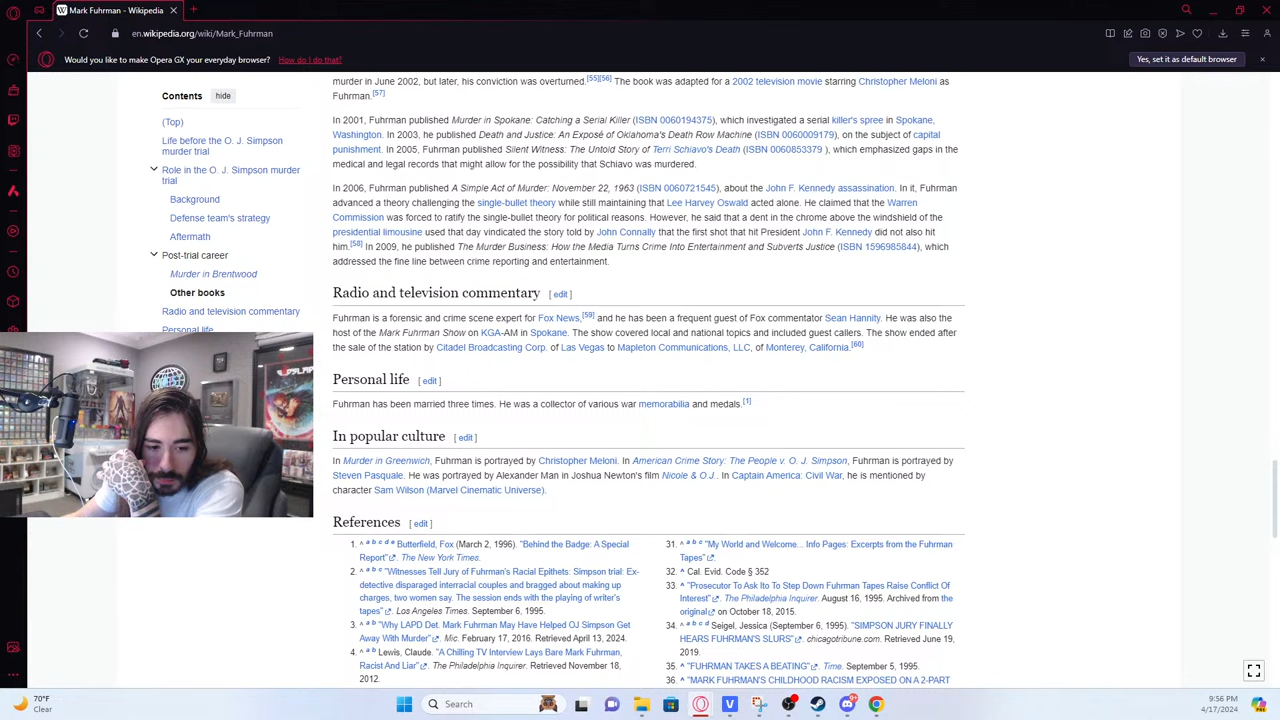 Mark Fuhrman - Wikipedia
en.wikipedia.org/wiki/Mark_Fuhrman
Would you like to make Opera GX your everyday browser? How do I do that?
Yes, set it as default browser
Contents hide
(Top)
Life before the O. J. Simpson
murder trial
Role in the O. J. Simpson murder
trial
Background
Defense team's strategy
Aftermath
Post-trial career
Murder in Brentwood
Other books
Radio and television commentary
Personal life
murder in June 2002, but later, his conviction was overturned.[55][56] The book was adapted for a 2002 television movie starring Christopher Meloni as
Fuhrman.[57]
In 2001, Fuhrman published Murder in Spokane: Catching a Serial Killer (ISBN 0060194375), which investigated a serial killer's spree in Spokane,
Washington. In 2003, he published Death and Justice: An Exposé of Oklahoma's Death Row Machine (ISBN 0060009179), on the subject of capital
punishment. In 2005, Fuhrman published Silent Witness: The Untold Story of Terri Schiavo's Death (ISBN 0060853379 ), which emphasized gaps in the
medical and legal records that might allow for the possibility that Schiavo was murdered.
In 2006, Fuhrman published A Simple Act of Murder: November 22, 1963 (ISBN 0060721545), about the John F. Kennedy assassination. In it, Fuhrman
advanced a theory challenging the single-bullet theory while still maintaining that Lee Harvey Oswald acted alone. He claimed that the Warren
Commission was forced to ratify the single-bullet theory for political reasons. However, he said that a dent in the chrome above the windshield of the
presidential limousine used that day vindicated the story told by John Connally that the first shot that hit President John F. Kennedy did not also hit
him.[58] In 2009, he published The Murder Business: How the Media Turns Crime Into Entertainment and Subverts Justice (ISBN 1596985844), which
addressed the fine line between crime reporting and entertainment.
Radio and television commentary [ edit ]
Fuhrman is a forensic and crime scene expert for Fox News,[59] and he has been a frequent guest of Fox commentator Sean Hannity. He was also the
host of the Mark Fuhrman Show on KGA-AM in Spokane. The show covered local and national topics and included guest callers. The show ended after
the sale of the station by Citadel Broadcasting Corp. of Las Vegas to Mapleton Communications, LLC, of Monterey, California.[60]
Personal life [ edit ]
Fuhrman has been married three times. He was a collector of various war memorabilia and medals.[1]
In popular culture [ edit ]
In Murder in Greenwich, Fuhrman is portrayed by Christopher Meloni. In American Crime Story: The People v. O. J. Simpson, Fuhrman is portrayed by
Steven Pasquale. He was portrayed by Alexander Man in Joshua Newton's film Nicole & O.J.. In Captain America: Civil War, he is mentioned by
character Sam Wilson (Marvel Cinematic Universe).
References [ edit ]
1. ^ a b c d e Butterfield, Fox (March 2, 1996). "Behind the Badge: A Special
Report". The New York Times.
2. ^ a b c "Witnesses Tell Jury of Fuhrman's Racial Epithets: Simpson trial: Ex-
detective disparaged interracial couples and bragged about making up
charges, two women say. The session ends with the playing of writer's
tapes". Los Angeles Times. September 6, 1995.
3. ^ a b "Why LAPD Det. Mark Fuhrman May Have Helped OJ Simpson Get
Away With Murder". Mic. February 17, 2016. Retrieved April 13, 2024.
4. ^ a b Lewis, Claude. "A Chilling TV Interview Lays Bare Mark Fuhrman,
Racist And Liar". The Philadelphia Inquirer. Retrieved November 18,
2012.
31. ^ a b c "My World and Welcome... Info Pages: Excerpts from the Fuhrman
Tapes".
32. ^ Cal. Evid. Code § 352
33. ^ "Prosecutor To Ask Ito To Step Down Fuhrman Tapes Raise Conflict Of
Interest". The Philadelphia Inquirer. August 16, 1995. Archived from the
original on October 18, 2015.
34. ^ a b c d Seigel, Jessica (September 6, 1995). "SIMPSON JURY FINALLY
HEARS FUHRMAN'S SLURS". chicagotribune.com. Retrieved June 19,
2019.
35. ^ "FUHRMAN TAKES A BEATING". Time. September 5, 1995.
36. ^ "MARK FUHRMAN'S CHILDHOOD RACISM EXPOSED ON A 2-PART
70°F
Clear
Search
9:56 PM
4/17/2024